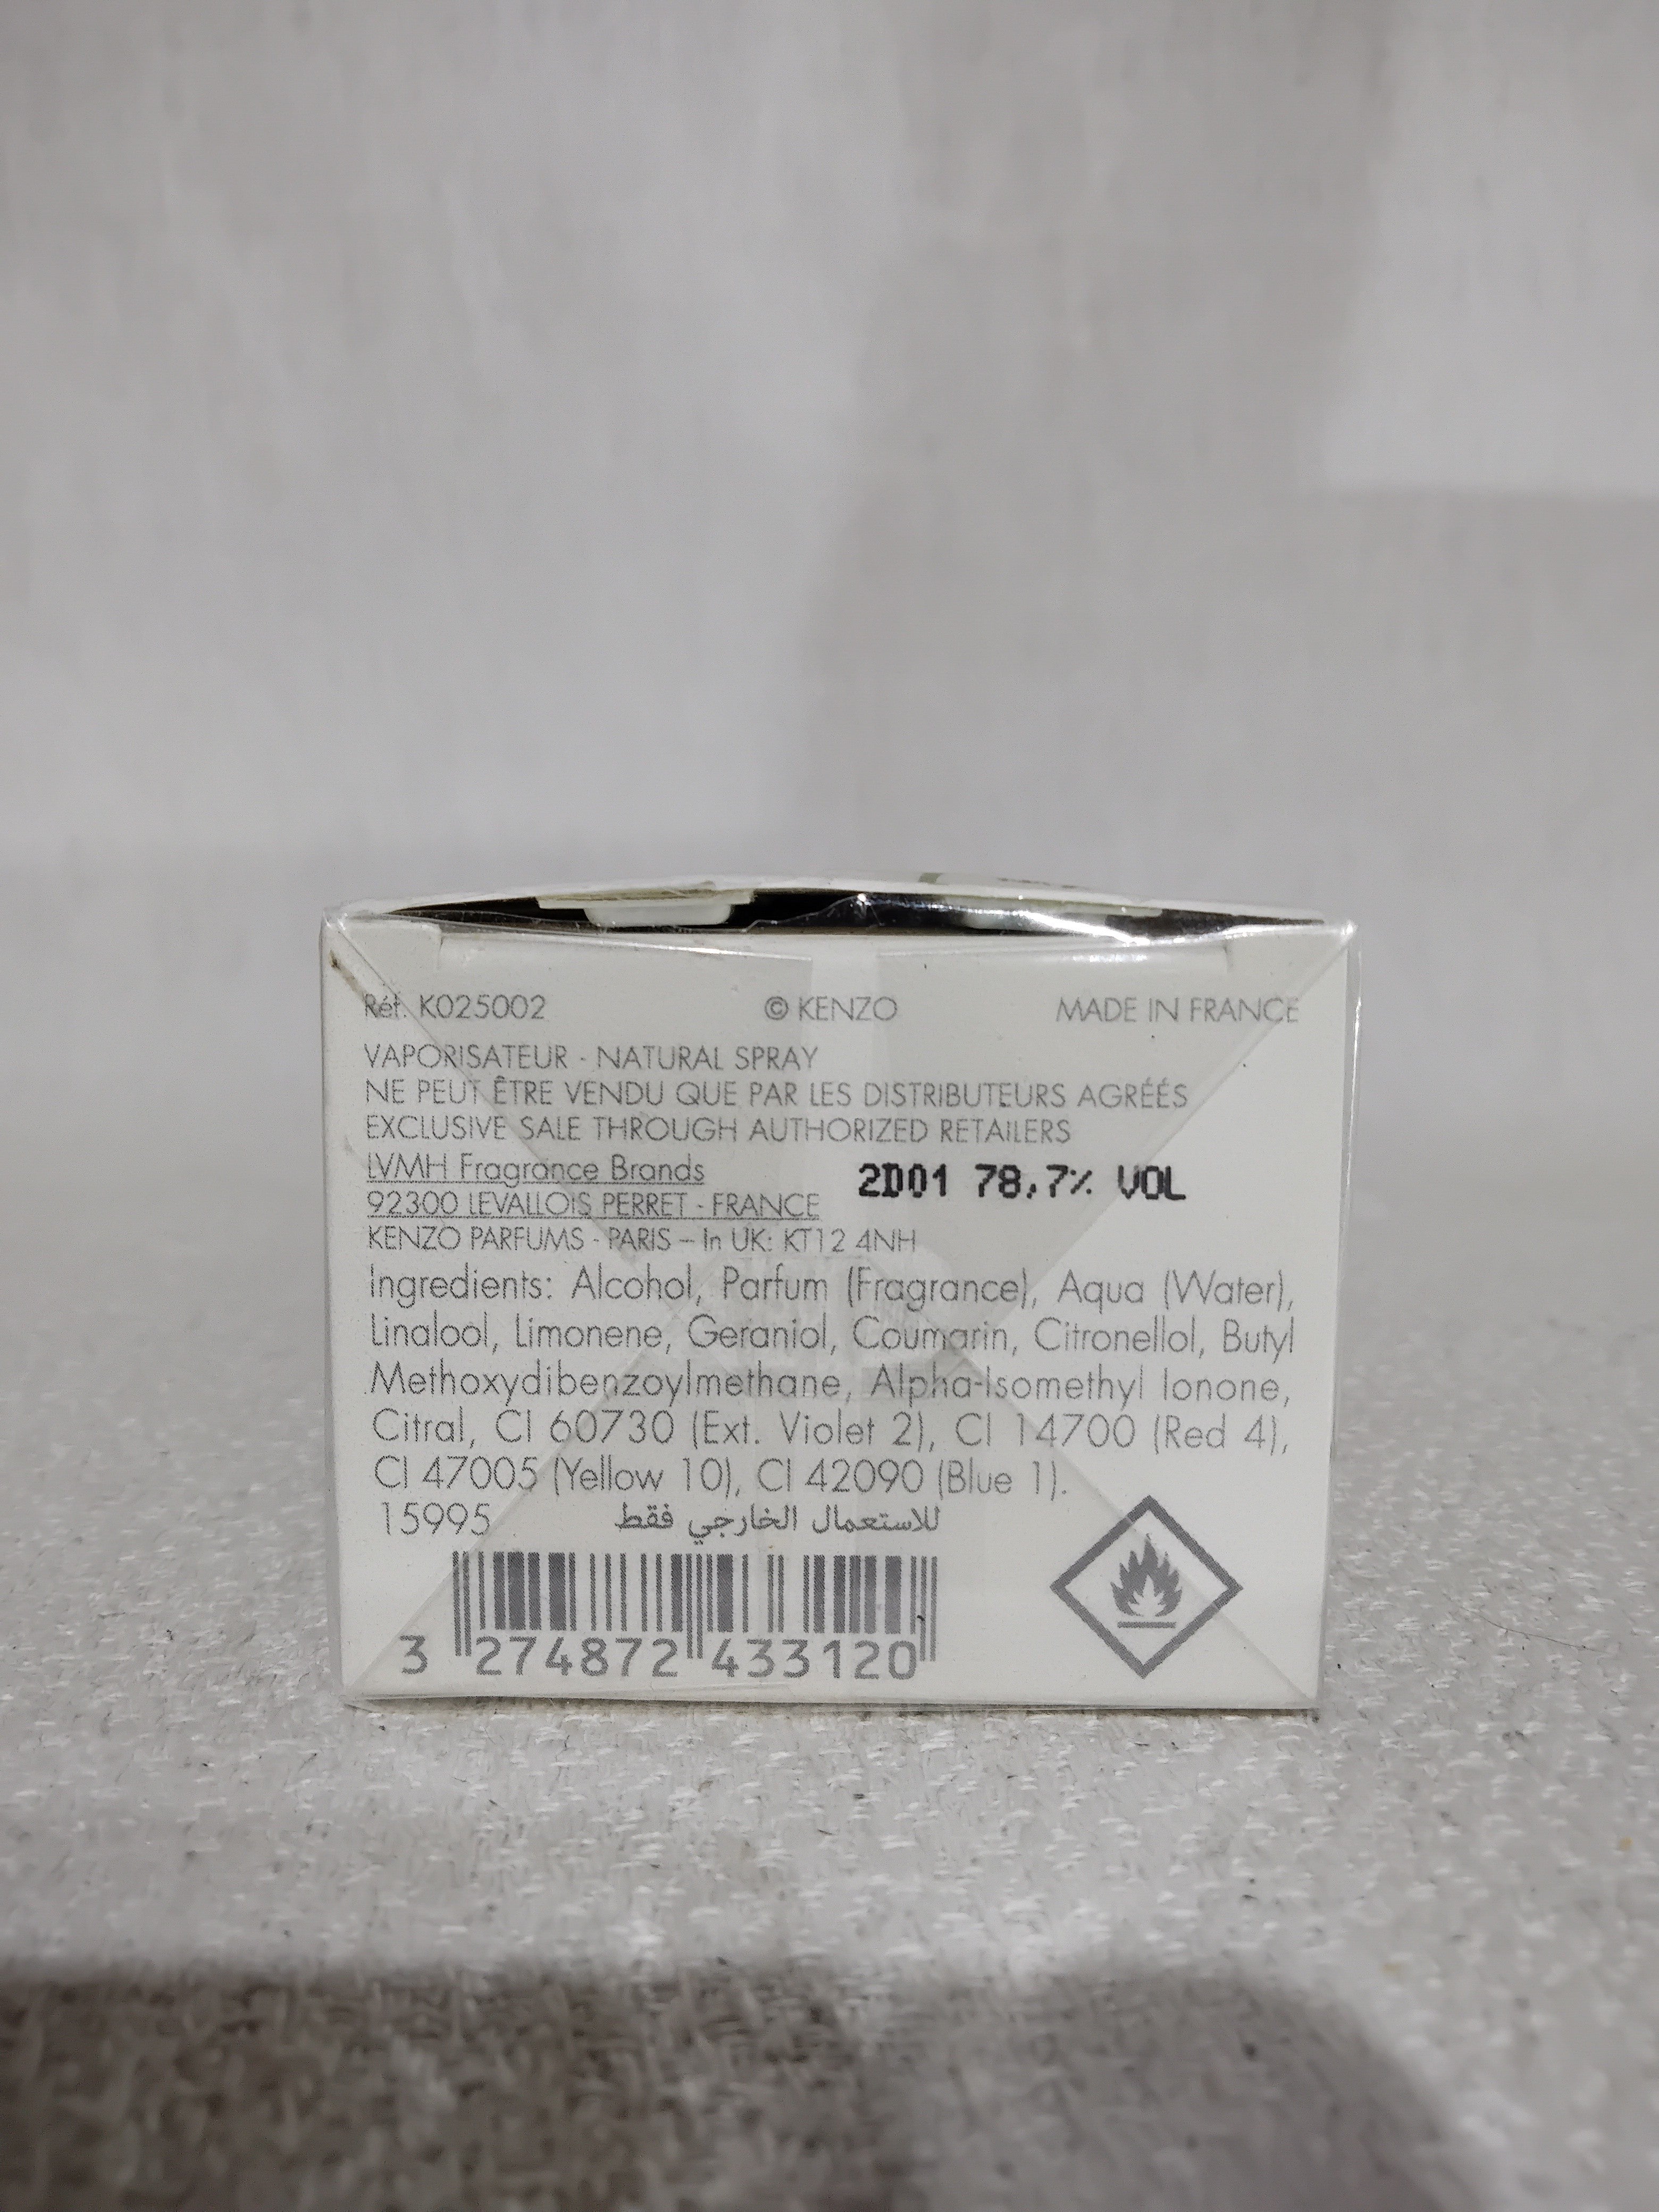 Réf. K025002 © KENZO MADE IN FRANCE
VAPORISATEUR - NATURAL SPRAY
NE PEUT ÊTRE VENDU QUE PAR LES DISTRIBUTEURS AGRÉÉS
EXCLUSIVE SALE THROUGH AUTHORIZED RETAILERS
LVMH Fragrance Brands
92300 LEVALLOIS PERRET - FRANCE
2D01 78,7% VOL
KENZO PARFUMS - PARIS – In UK: KT12 4NH
Ingredients: Alcohol, Parfum (Fragrance), Aqua (Water),
Linalool, Limonene, Geraniol, Coumarin, Citronellol, Butyl
Methoxydibenzoylmethane, Alpha-Isomethyl Ionone,
Citral, CI 60730 (Ext. Violet 2), CI 14700 (Red 4),
CI 47005 (Yellow 10), CI 42090 (Blue 1).
15995 للاستعمال الخارجي فقط
3 274872 433120